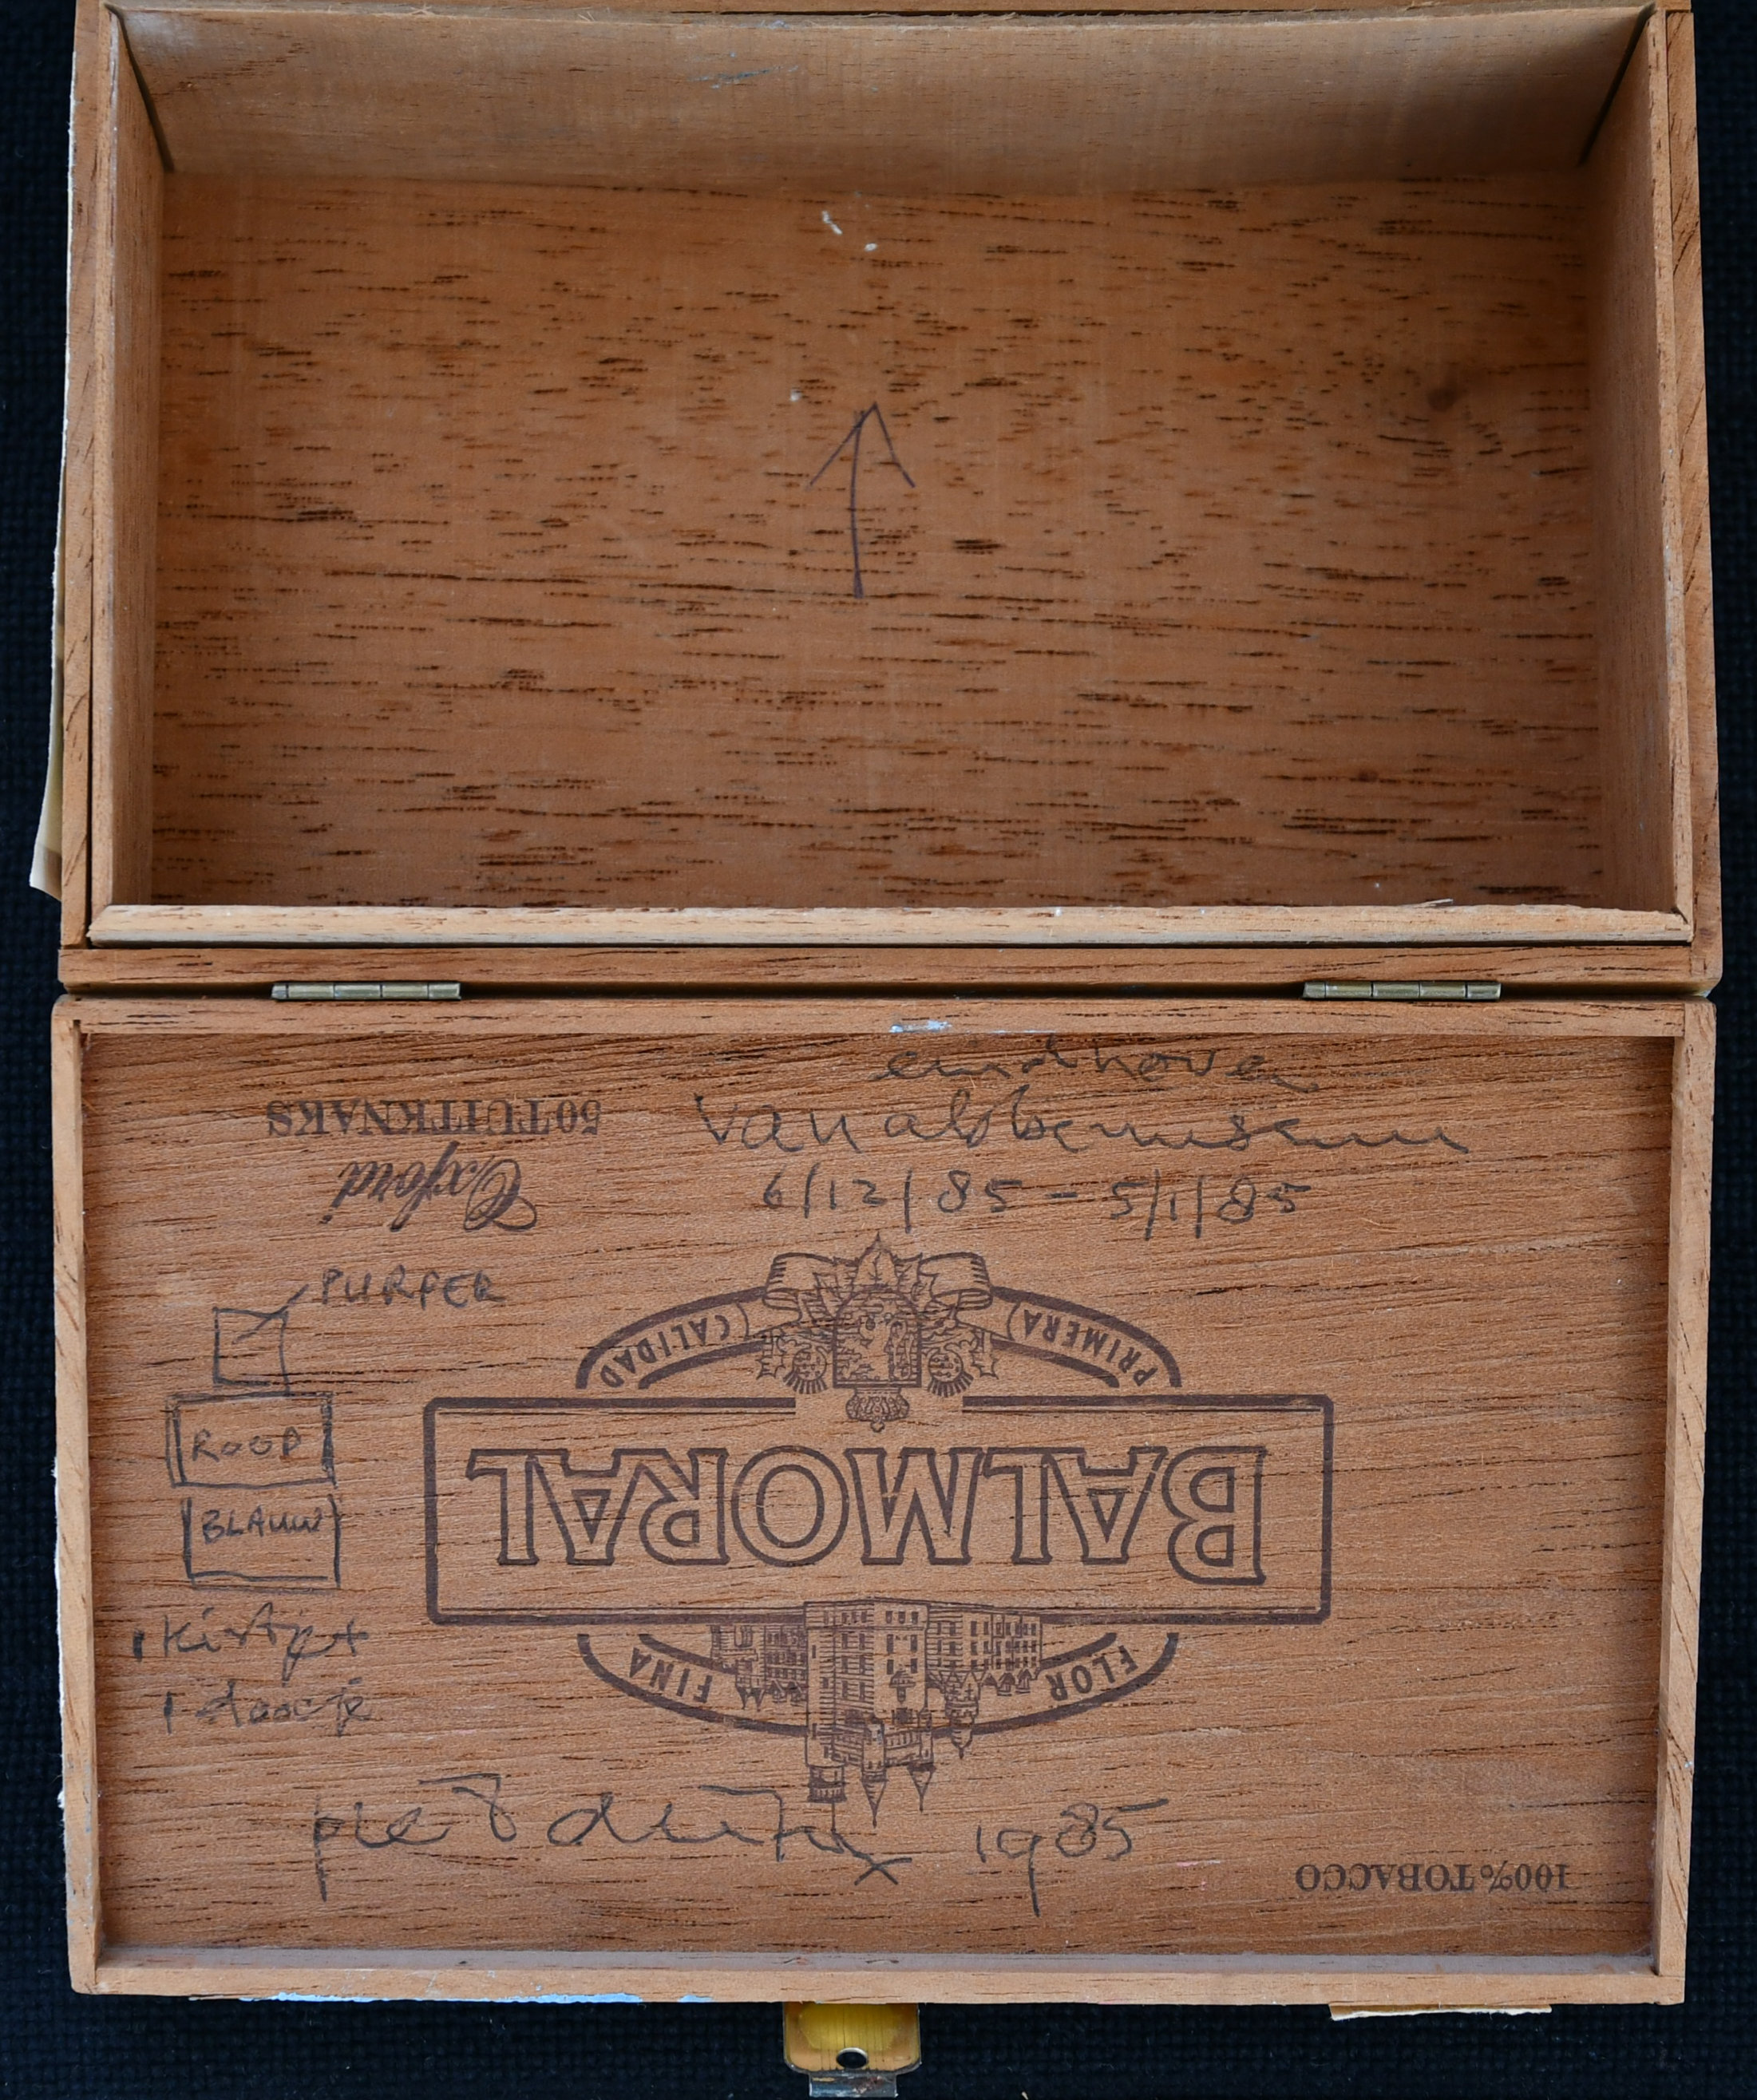 eindhoven
vanabbemuseum
6/12/85 - 5/1/85
50 TUITKNAKS
Oxford
PURPER
ROOD
BLAUW
1 kistje +
1 doosje
PRIMERA CALIDAD
BALMORAL
FLOR FINA
piet dirkx 1985
100% TOBACCO